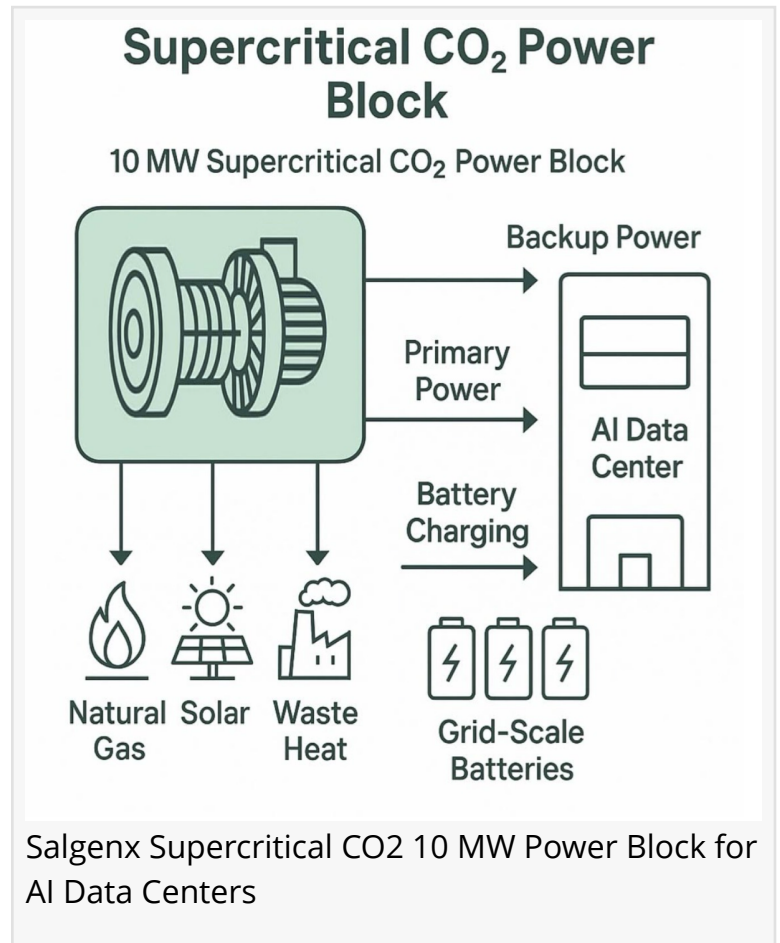 Supercritical CO₂ Power
Block
10 MW Supercritical CO₂ Power Block
Backup Power
Primary
Power
AI Data
Center
Battery
Charging
Natural
Gas
Solar
Waste
Heat
Grid-Scale
Batteries
Salgenx Supercritical CO2 10 MW Power Block for
AI Data Centers